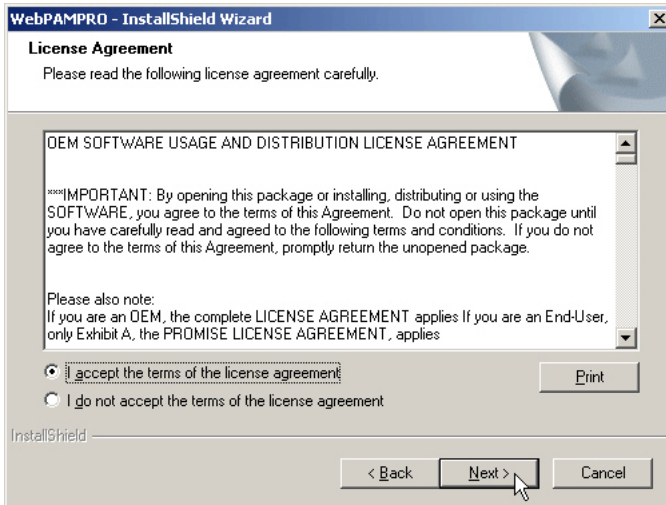 WebPAMPRO - InstallShield Wizard
License Agreement
Please read the following license agreement carefully.
OEM SOFTWARE USAGE AND DISTRIBUTION LICENSE AGREEMENT
***IMPORTANT: By opening this package or installing, distributing or using the
SOFTWARE, you agree to the terms of this Agreement.  Do not open this package until
you have carefully read and agreed to the following terms and conditions.  If you do not
agree to the terms of this Agreement, promptly return the unopened package.
Please also note:
If you are an OEM, the complete LICENSE AGREEMENT applies If you are an End-User,
only Exhibit A, the PROMISE LICENSE AGREEMENT, applies
I accept the terms of the license agreement
Print
I do not accept the terms of the license agreement
InstallShield
< Back
Next >
Cancel